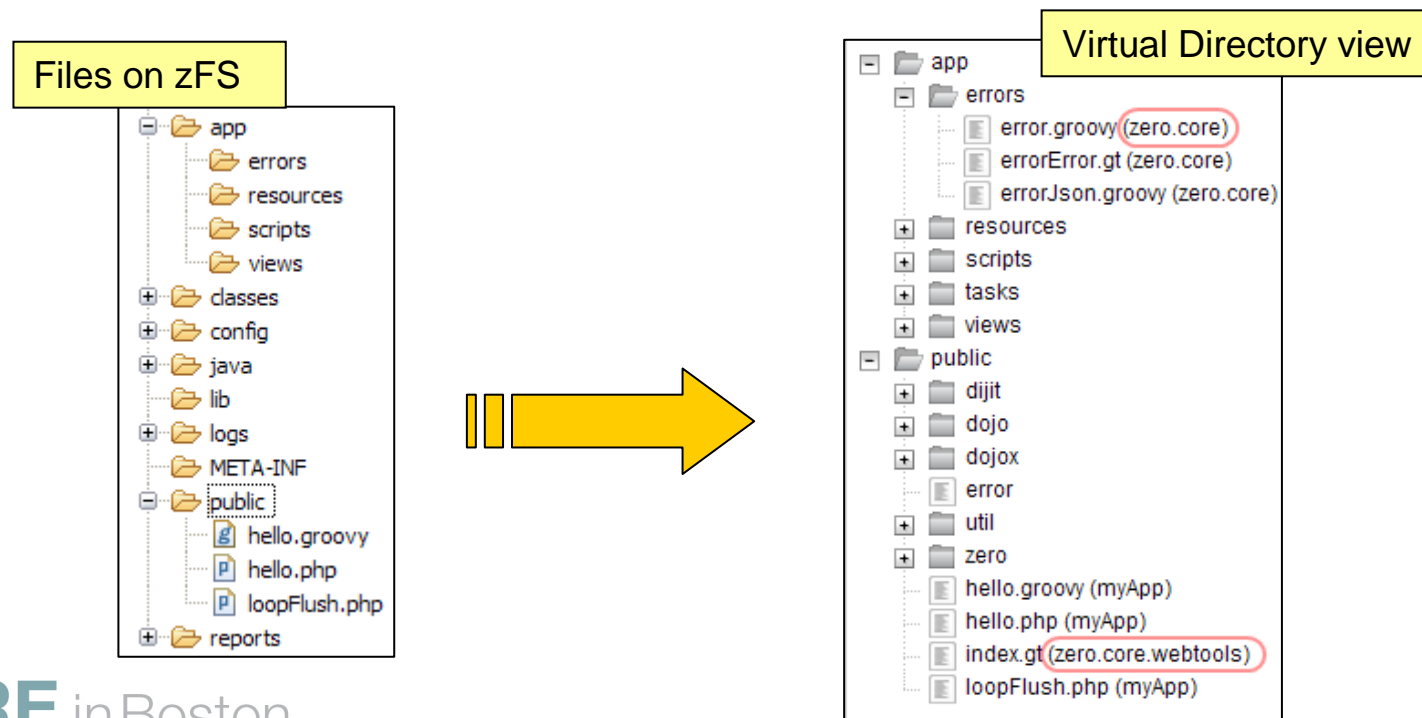 Files on zFS
app
errors
resources
scripts
views
classes
config
java
lib
logs
META-INF
public
hello.groovy
hello.php
loopFlush.php
reports
Virtual Directory view
app
errors
error.groovy (zero.core)
errorError.gt (zero.core)
errorJson.groovy (zero.core)
resources
scripts
tasks
views
public
dijit
dojo
dojox
error
util
zero
hello.groovy (myApp)
hello.php (myApp)
index.gt (zero.core.webtools)
loopFlush.php (myApp)
in Boston